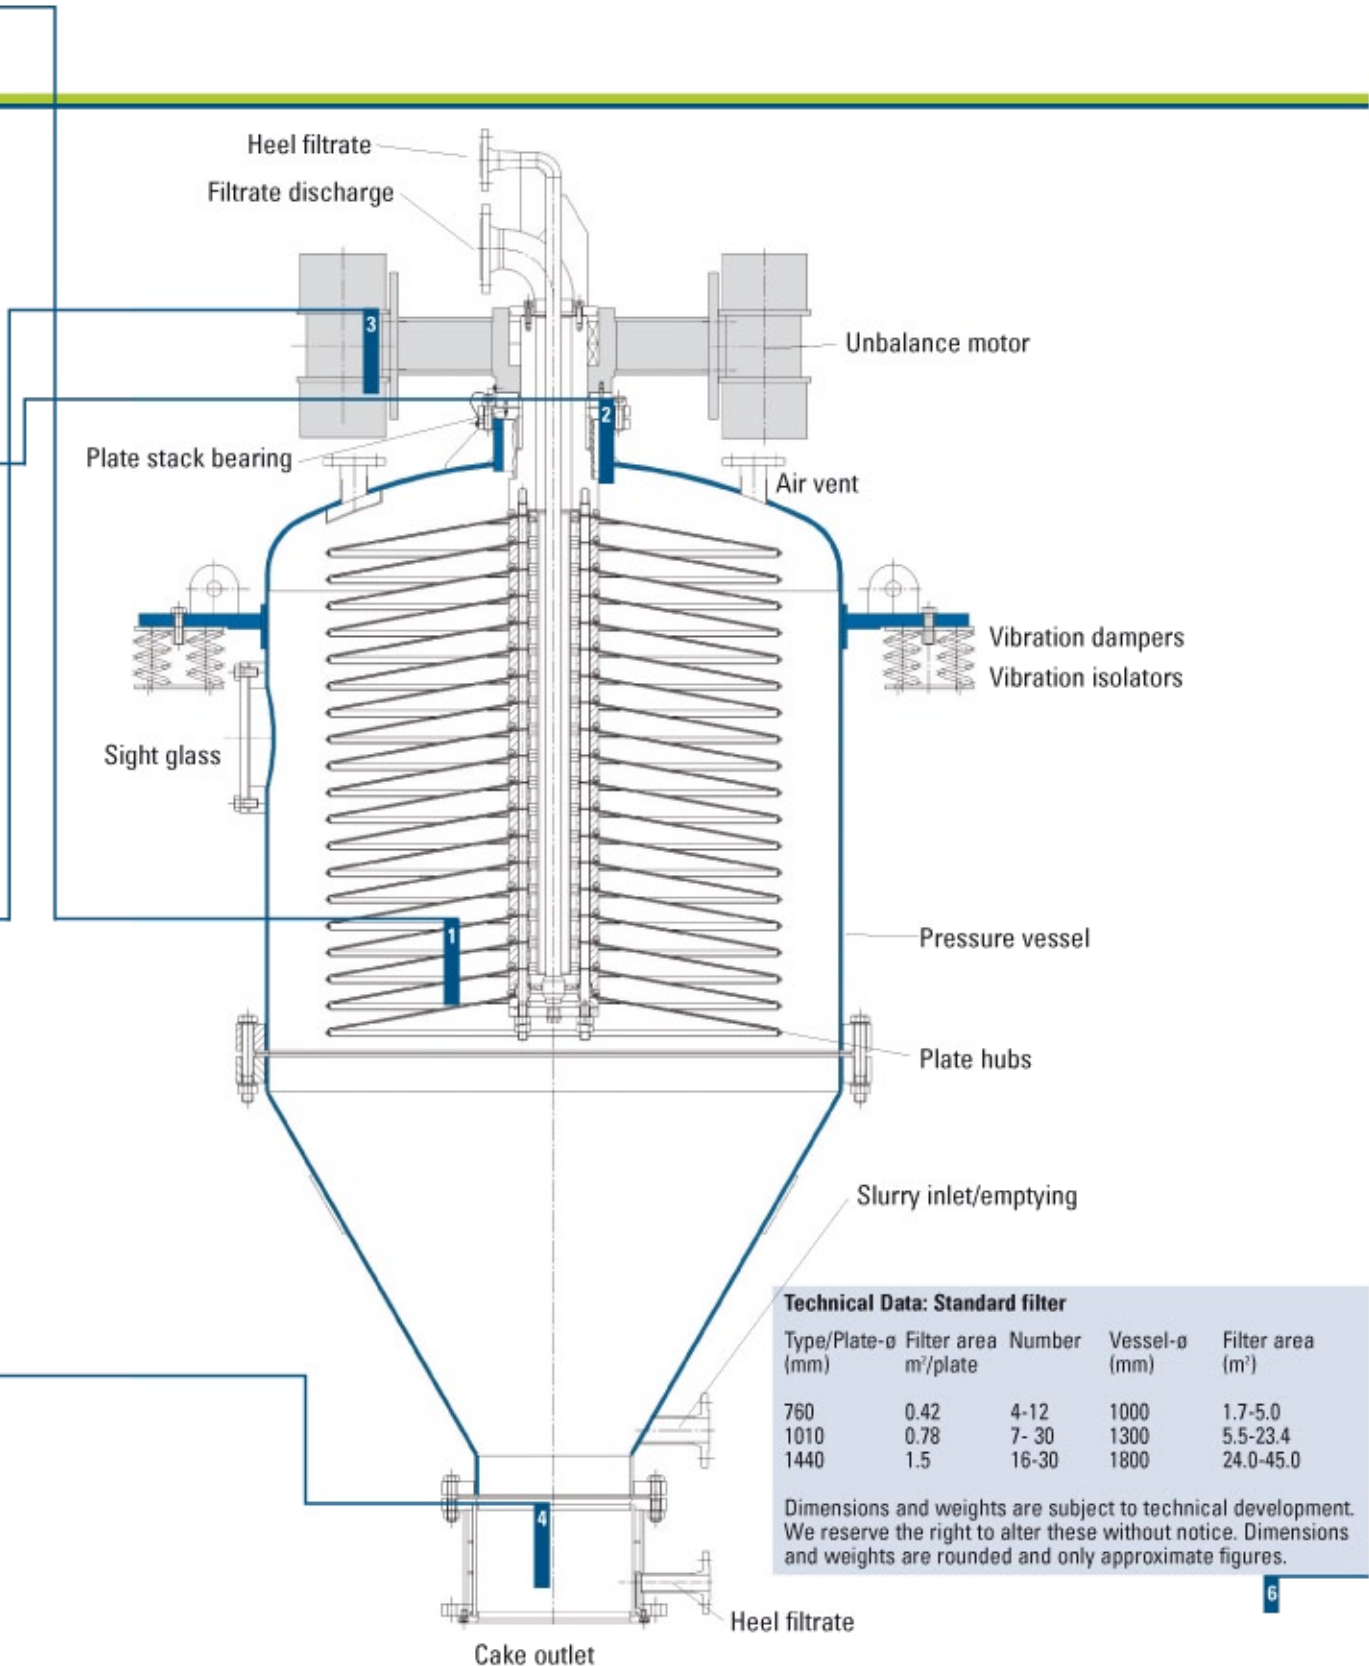 Heel filtrate
Filtrate discharge
3
Unbalance motor
2
Plate stack bearing
Air vent
Vibration dampers
Vibration isolators
Sight glass
1
Pressure vessel
Plate hubs
Slurry inlet/emptying
Technical Data: Standard filter
Type/Plate-ø Filter area Number Vessel-ø Filter area
(mm) m²/plate (mm) (m²)
760 0.42 4-12 1000 1.7-5.0
1010 0.78 7- 30 1300 5.5-23.4
1440 1.5 16-30 1800 24.0-45.0
Dimensions and weights are subject to technical development.
We reserve the right to alter these without notice. Dimensions
and weights are rounded and only approximate figures.
4
6
Heel filtrate
Cake outlet